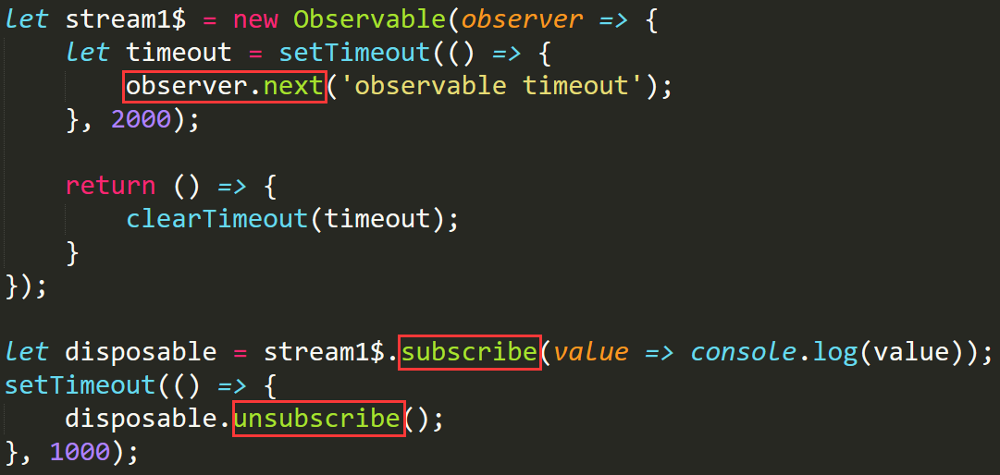 let stream1$ = new Observable(observer => {
    let timeout = setTimeout(() => {
        observer.next('observable timeout');
    }, 2000);

    return () => {
        clearTimeout(timeout);
    }
});

let disposable = stream1$.subscribe(value => console.log(value));
setTimeout(() => {
    disposable.unsubscribe();
}, 1000);